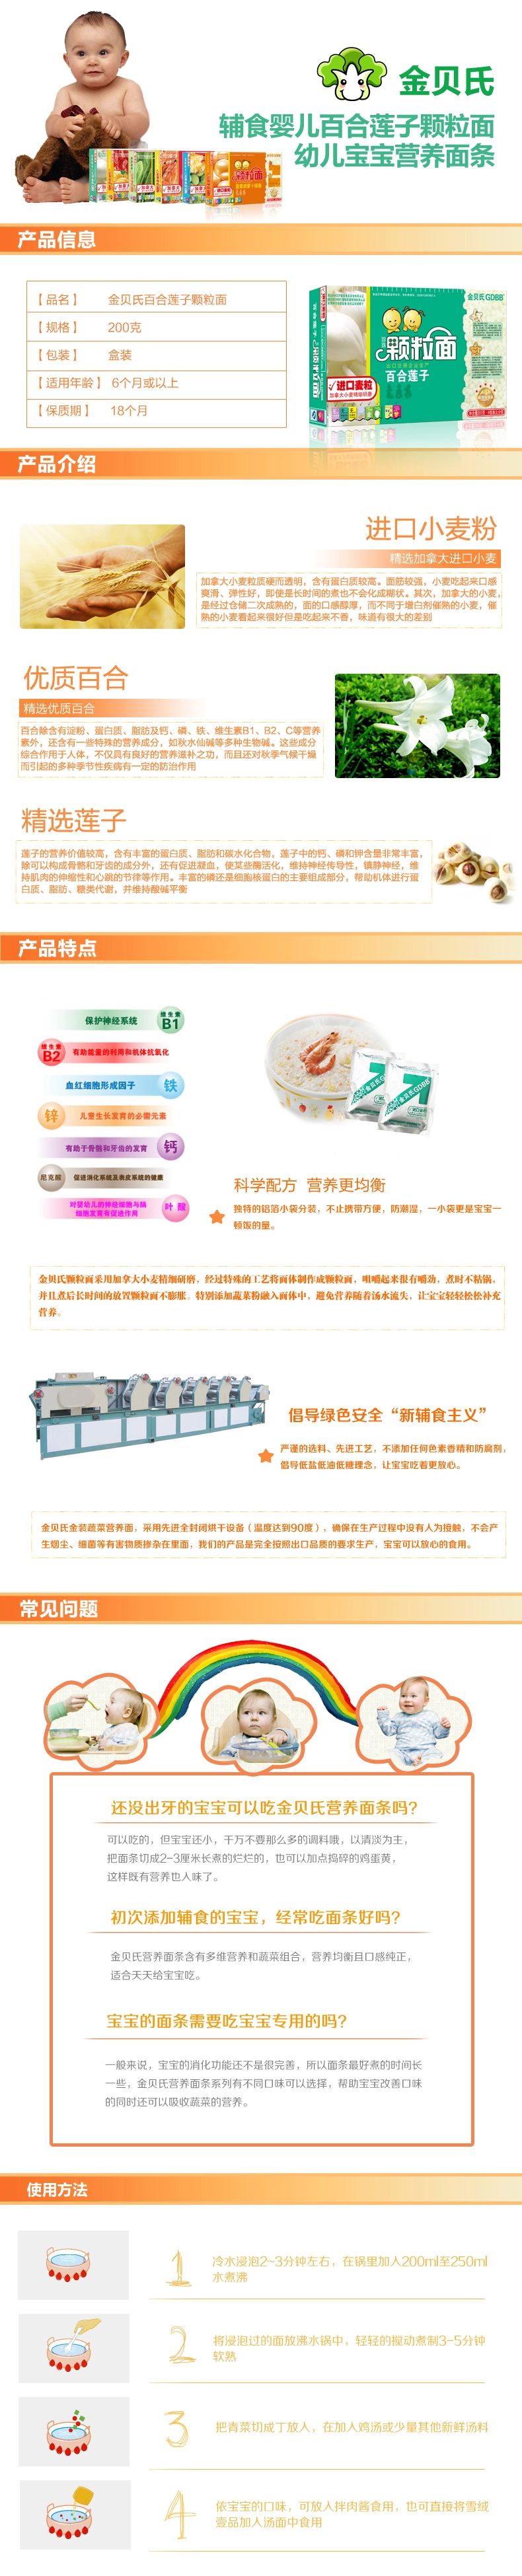 金贝氏
辅食婴儿百合莲子颗粒面
幼儿宝宝营养面条
产品信息
【品名】 金贝氏百合莲子颗粒面
【规格】 200克
【包装】 盒装
【适用年龄】 6个月或以上
【保质期】 18个月
金贝氏GDBB
颗粒面
百合莲子
进口麦粒
产品介绍
进口小麦粉
精选加拿大进口小麦
加拿大小麦粒质硬而透明，含有蛋白质较高。面筋较强，小麦吃起来口感
爽滑、弹性好，即使是长时间的煮也不会化成糊状。其次，加拿大的小麦，
是经过仓储二次成熟的，面的口感醇厚，而不同于增白剂催熟的小麦，催
熟的小麦看起来很好但是吃起来不香，味道有很大的差别
优质百合
精选优质百合
百合除含有淀粉、蛋白质、脂肪及钙、磷、铁、维生素B1、B2、C等营养
素外，还含有一些特殊的营养成分，如秋水仙碱等多种生物碱。这些成分
综合作用于人体，不仅具有良好的营养滋补之功，而且还对秋季气候干燥
而引起的多种季节性疾病有一定的防治作用
精选莲子
莲子的营养价值较高，含有丰富的蛋白质、脂肪和碳水化合物，莲子中的钙、磷和钾含量非常丰富，
除可以构成骨骼和牙齿的成分外，还有促进凝血，使某些酶活化，维持神经传导性，镇静神经，维
持肌肉的伸缩性和心跳的节律等作用。丰富的磷还是细胞核蛋白的主要组成部分，帮助机体进行蛋
白质、脂肪、糖类代谢，并维持酸碱平衡
产品特点
保护神经系统 维生素B1
维生素B2 有助能量的利用和机体抗氧化
血红细胞形成因子 铁
锌 儿童生长发育的必需元素
有助于骨骼和牙齿的发育 钙
尼克酸 促进消化系统及表皮系统的健康
对婴幼儿的神经细胞与脑
细胞发育有促进作用 叶酸
科学配方 营养更均衡
独特的铝箔小袋分装，不止携带方便，防潮湿，一小袋更是宝宝一
顿饭的量。
金贝氏颗粒面采用加拿大小麦精细研磨，经过特殊的工艺将面体制作成颗粒面，咀嚼起来很有嚼劲，煮时不粘锅，
并且煮后长时间的放置颗粒面不膨胀。特别添加蔬菜粉融入面体中，避免营养随着汤水流失，让宝宝轻轻松松补充
营养。
倡导绿色安全“新辅食主义”
严谨的选料、先进工艺，不添加任何色素香精和防腐剂，
倡导低盐低油低糖理念，让宝宝吃着更放心。
金贝氏金装蔬菜营养面，采用先进全封闭烘干设备（温度达到90度），确保在生产过程中没有人为接触，不会产
生烟尘、细菌等有害物质掺杂在里面，我们的产品是完全按照出口品质的要求生产，宝宝可以放心的食用。
常见问题
还没出牙的宝宝可以吃金贝氏营养面条吗?
可以吃的，但宝宝还小，千万不要那么多的调料哦，以清淡为主，
把面条切成2-3厘米长煮的烂烂的，也可以加点捣碎的鸡蛋黄，
这样既有营养也人味了。
初次添加辅食的宝宝，经常吃面条好吗?
金贝氏营养面条含有多维营养和蔬菜组合，营养均衡且口感纯正，
适合天天给宝宝吃。
宝宝的面条需要吃宝宝专用的吗?
一般来说，宝宝的消化功能还不是很完善，所以面条最好煮的时间长
一些，金贝氏营养面条系列有不同口味可以选择，帮助宝宝改善口味
的同时还可以吸收蔬菜的营养。
使用方法
1 冷水浸泡2~3分钟左右，在锅里加入200ml至250ml
水煮沸
2 将浸泡过的面放沸水锅中，轻轻的搅动煮制3-5分钟
软熟
3 把青菜切成丁放人，在加人鸡汤或少量其他新鲜汤料
4 依宝宝的口味，可放入拌肉酱食用，也可直接将雪绒
壹品加人汤面中食用